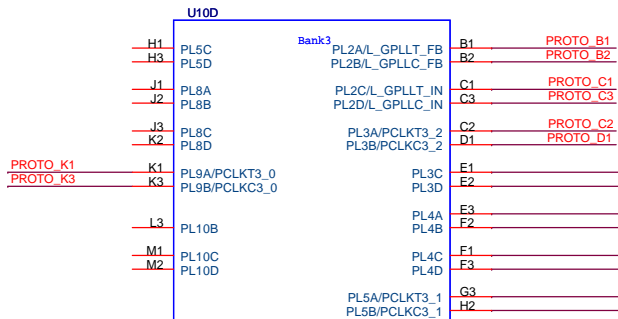 U10D
Bank3
H1 PL5C PL2A/L_GPLLT_FB B1 PROTO_B1
H3 PL5D PL2B/L_GPLLC_FB B2 PROTO_B2
J1 PL8A PL2C/L_GPLLT_IN C1 PROTO_C1
J2 PL8B PL2D/L_GPLLC_IN C3 PROTO_C3
J3 PL8C PL3A/PCLKT3_2 C2 PROTO_C2
K2 PL8D PL3B/PCLKC3_2 D1 PROTO_D1
PROTO_K1 K1 PL9A/PCLKT3_0 PL3C E1
PROTO_K3 K3 PL9B/PCLKC3_0 PL3D E2
PL4A E3
L3 PL10B PL4B F2
M1 PL10C PL4C F1
M2 PL10D PL4D F3
PL5A/PCLKT3_1 G3
PL5B/PCLKC3_1 H2